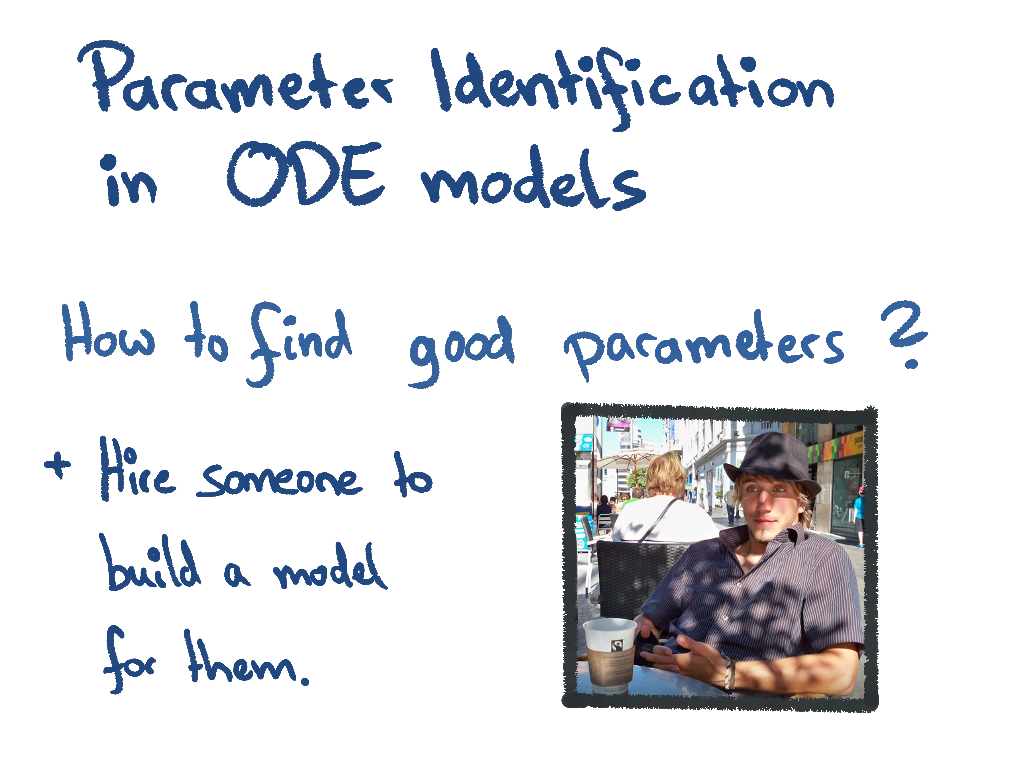 Parameter Identification
in ODE models
How to find good parameters ?
+ Hire someone to
build a model
for them.